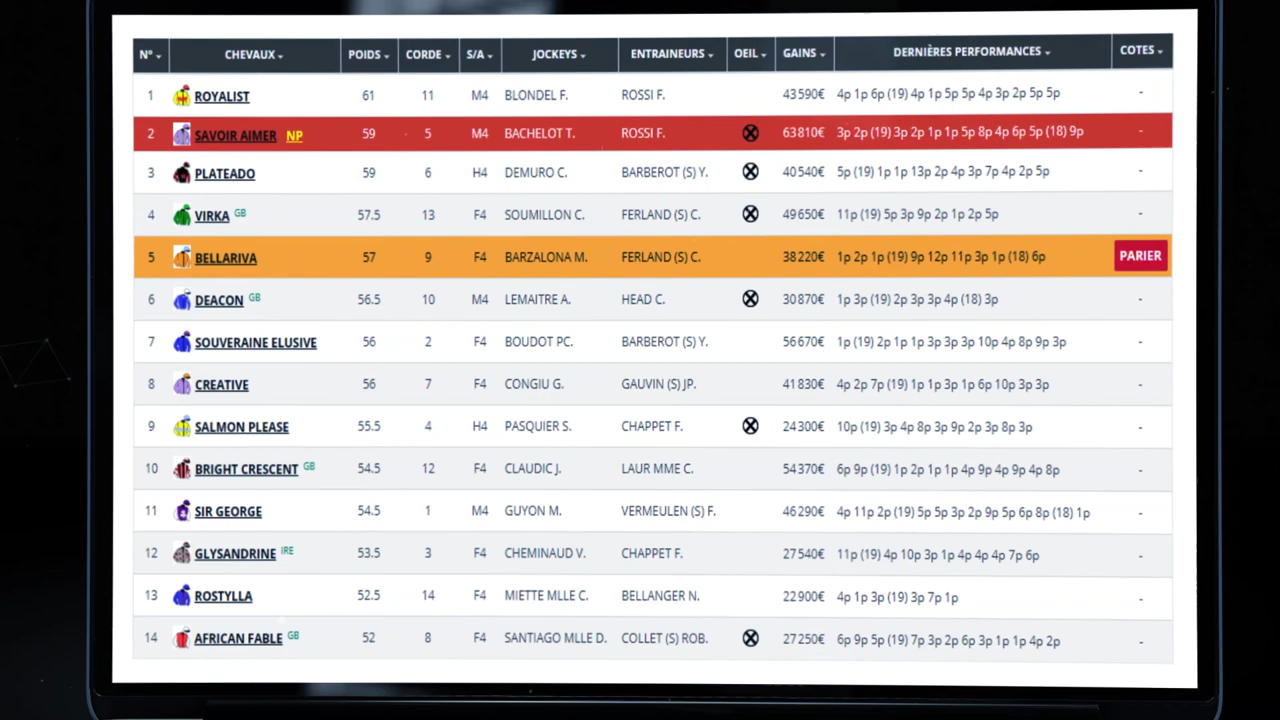 N° CHEVAUX POIDS CORDE S/A JOCKEYS ENTRAINEURS OEIL GAINS DERNIÈRES PERFORMANCES COTES
1 ROYALIST 61 11 M4 BLONDEL F. ROSSI F. 43590€ 4p 1p 6p (19) 4p 1p 5p 5p 4p 3p 2p 5p 5p -
2 SAVOIR AIMER NP 59 5 M4 BACHELOT T. ROSSI F. 63810€ 3p 2p (19) 3p 2p 1p 1p 5p 8p 4p 6p 5p (18) 9p -
3 PLATEADO 59 6 H4 DEMURO C. BARBEROT (S) Y. 40540€ 5p (19) 1p 1p 13p 2p 4p 3p 7p 4p 2p 5p -
4 VIRKA GB 57.5 13 F4 SOUMILLON C. FERLAND (S) C. 49650€ 11p (19) 5p 3p 9p 2p 1p 2p 5p -
5 BELLARIVA 57 9 F4 BARZALONA M. FERLAND (S) C. 38220€ 1p 2p 1p (19) 9p 12p 11p 3p 1p (18) 6p PARIER
6 DEACON GB 56.5 10 M4 LEMAITRE A. HEAD C. 30870€ 1p 3p (19) 2p 3p 3p 4p (18) 3p -
7 SOUVERAINE ELUSIVE 56 2 F4 BOUDOT PC. BARBEROT (S) Y. 56670€ 1p (19) 2p 1p 1p 3p 3p 3p 10p 4p 8p 9p 3p -
8 CREATIVE 56 7 F4 CONGIU G. GAUVIN (S) JP. 41830€ 4p 2p 7p (19) 1p 1p 3p 1p 6p 10p 3p 3p -
9 SALMON PLEASE 55.5 4 H4 PASQUIER S. CHAPPET F. 24300€ 10p (19) 3p 4p 8p 3p 9p 2p 3p 8p 3p -
10 BRIGHT CRESCENT GB 54.5 12 F4 CLAUDIC J. LAUR MME C. 54370€ 6p 9p (19) 1p 2p 1p 1p 4p 9p 4p 9p 4p 8p -
11 SIR GEORGE 54.5 1 M4 GUYON M. VERMEULEN (S) F. 46290€ 4p 11p 2p (19) 5p 5p 3p 2p 9p 5p 6p 8p (18) 1p -
12 GLYSANDRINE IRE 53.5 3 F4 CHEMINAUD V. CHAPPET F. 27540€ 11p (19) 4p 10p 3p 1p 4p 4p 4p 7p 6p -
13 ROSTYLLA 52.5 14 F4 MIETTE MLLE C. BELLANGER N. 22900€ 4p 1p 3p (19) 3p 7p 1p -
14 AFRICAN FABLE GB 52 8 F4 SANTIAGO MLLE D. COLLET (S) ROB. 27250€ 6p 9p 5p (19) 7p 3p 2p 6p 3p 1p 1p 4p 2p -